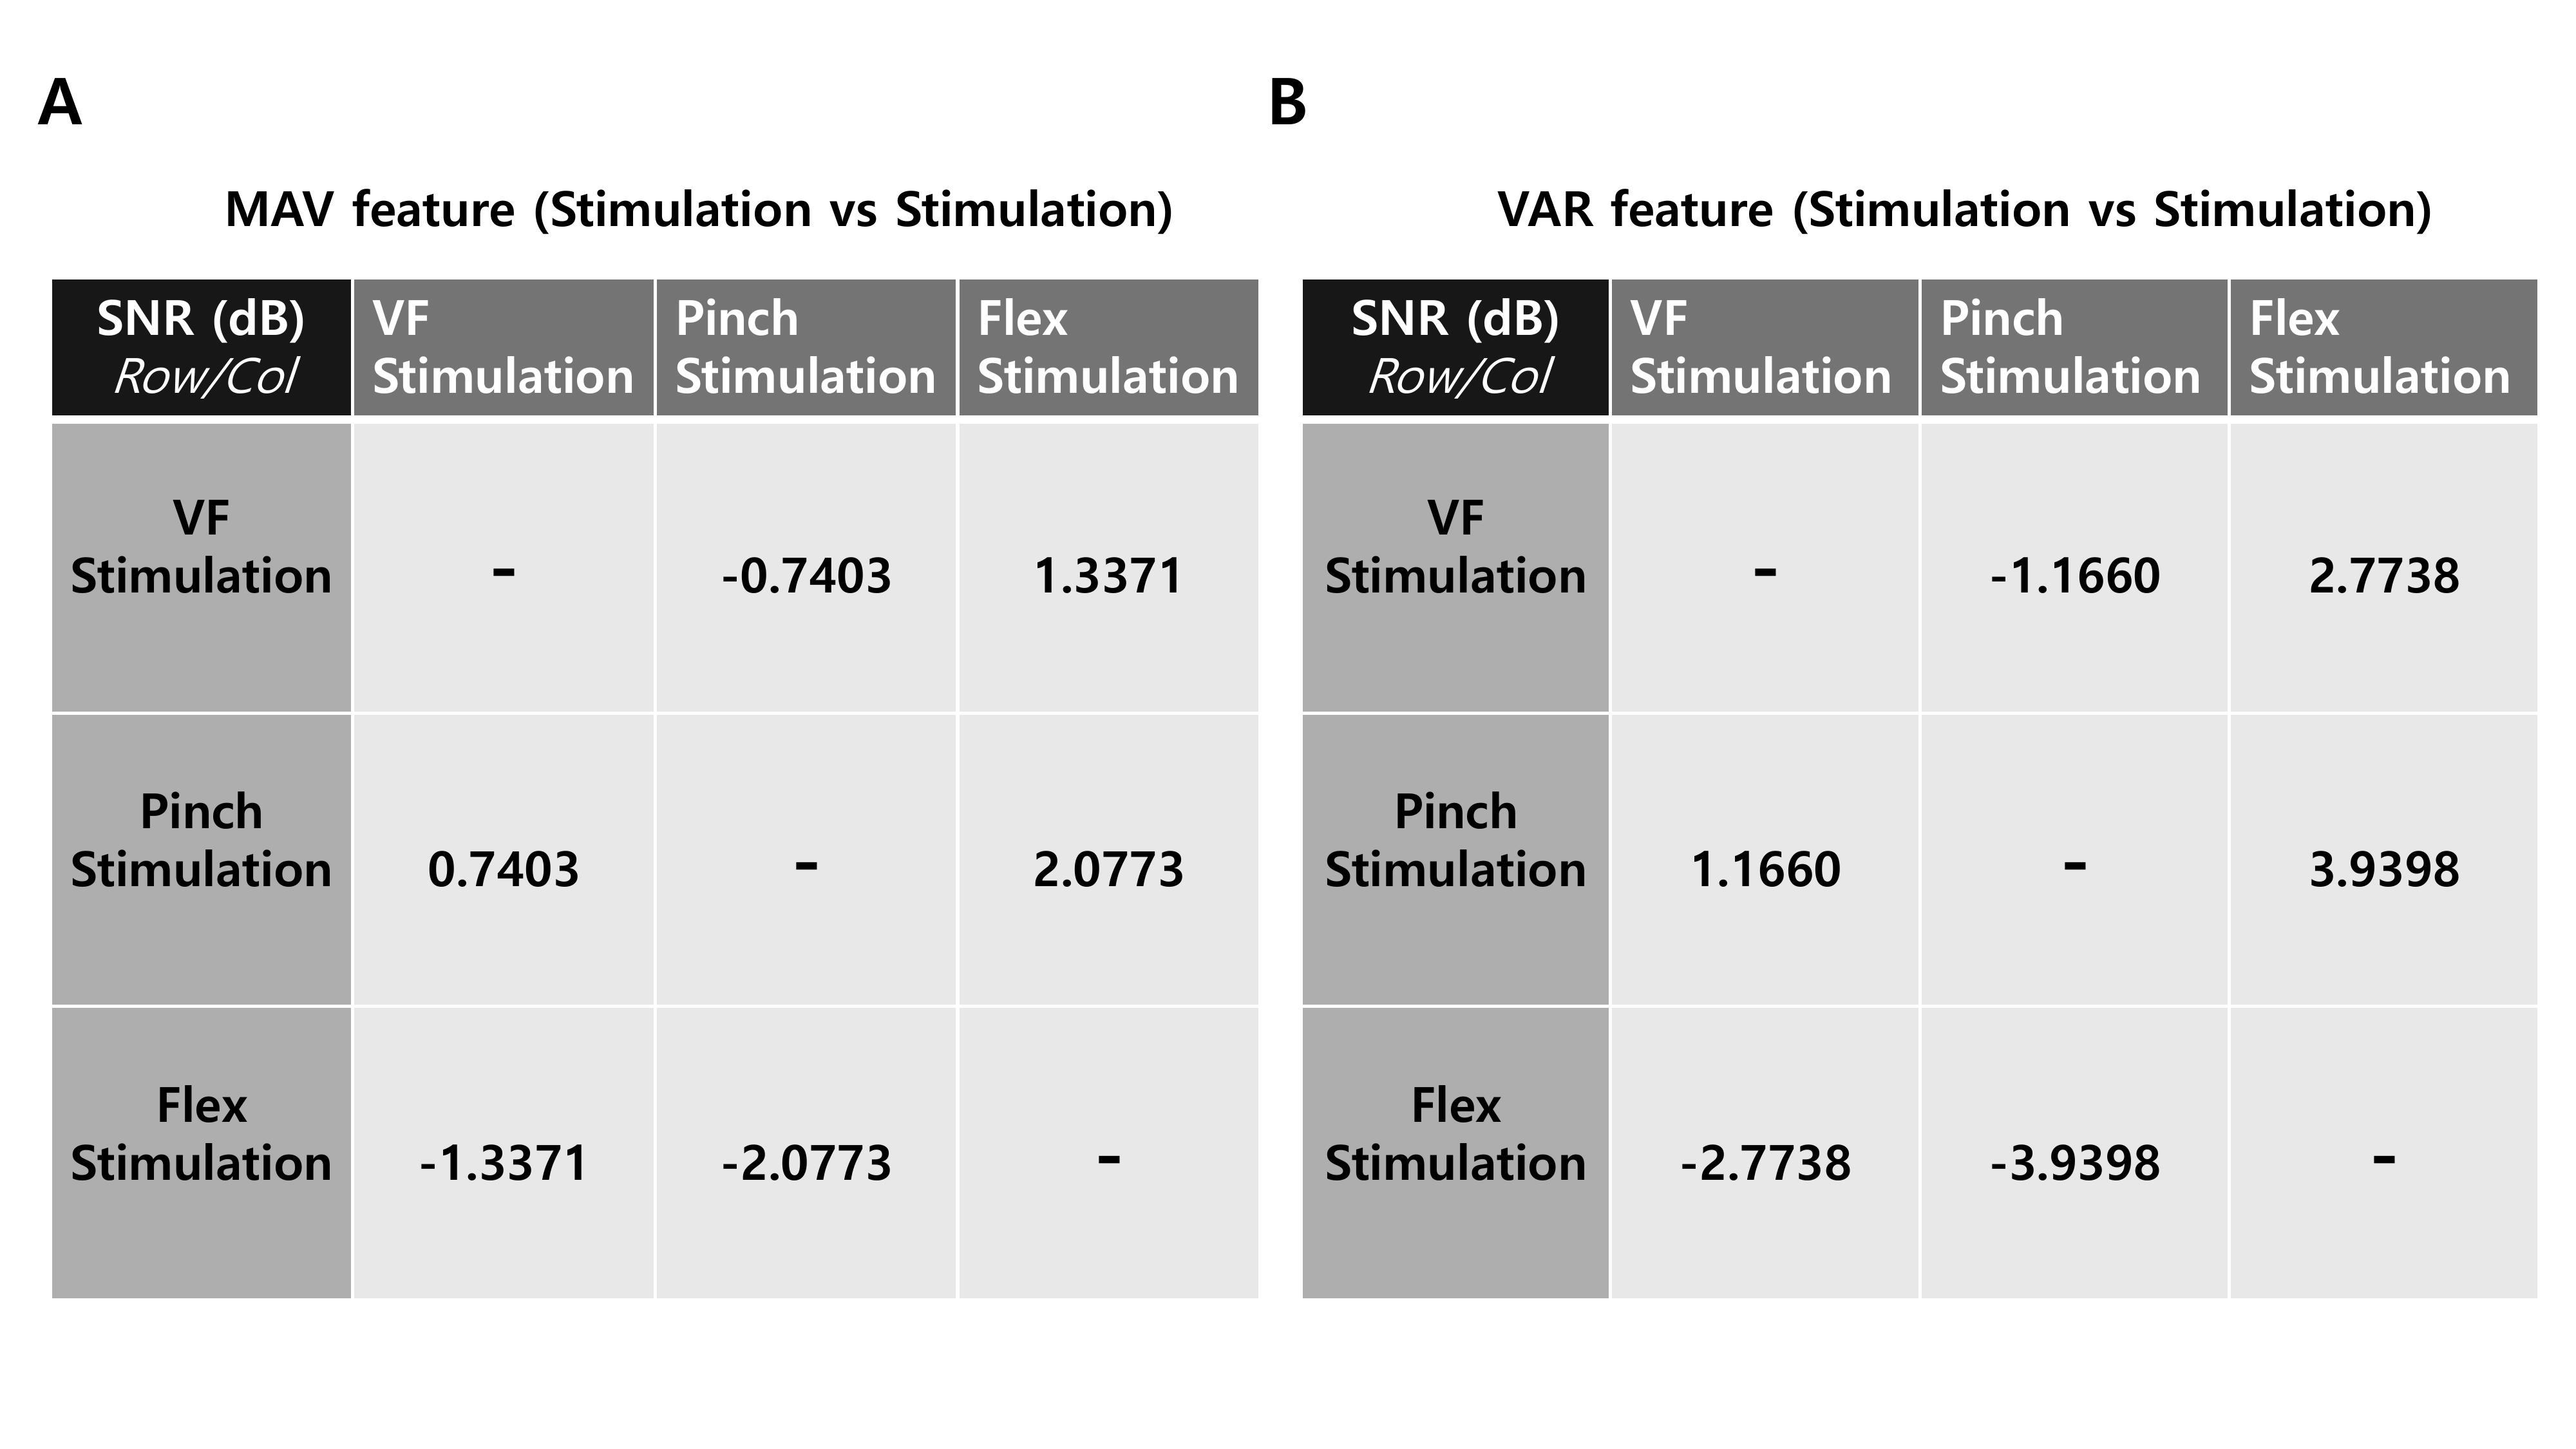 A
MAV feature (Stimulation vs Stimulation)
SNR (dB)
Row/Col
VF
Stimulation
Pinch
Stimulation
Flex
Stimulation
VF
Stimulation
-
-0.7403
1.3371
Pinch
Stimulation
0.7403
-
2.0773
Flex
Stimulation
-1.3371
-2.0773
-
B
VAR feature (Stimulation vs Stimulation)
SNR (dB)
Row/Col
VF
Stimulation
Pinch
Stimulation
Flex
Stimulation
VF
Stimulation
-
-1.1660
2.7738
Pinch
Stimulation
1.1660
-
3.9398
Flex
Stimulation
-2.7738
-3.9398
-